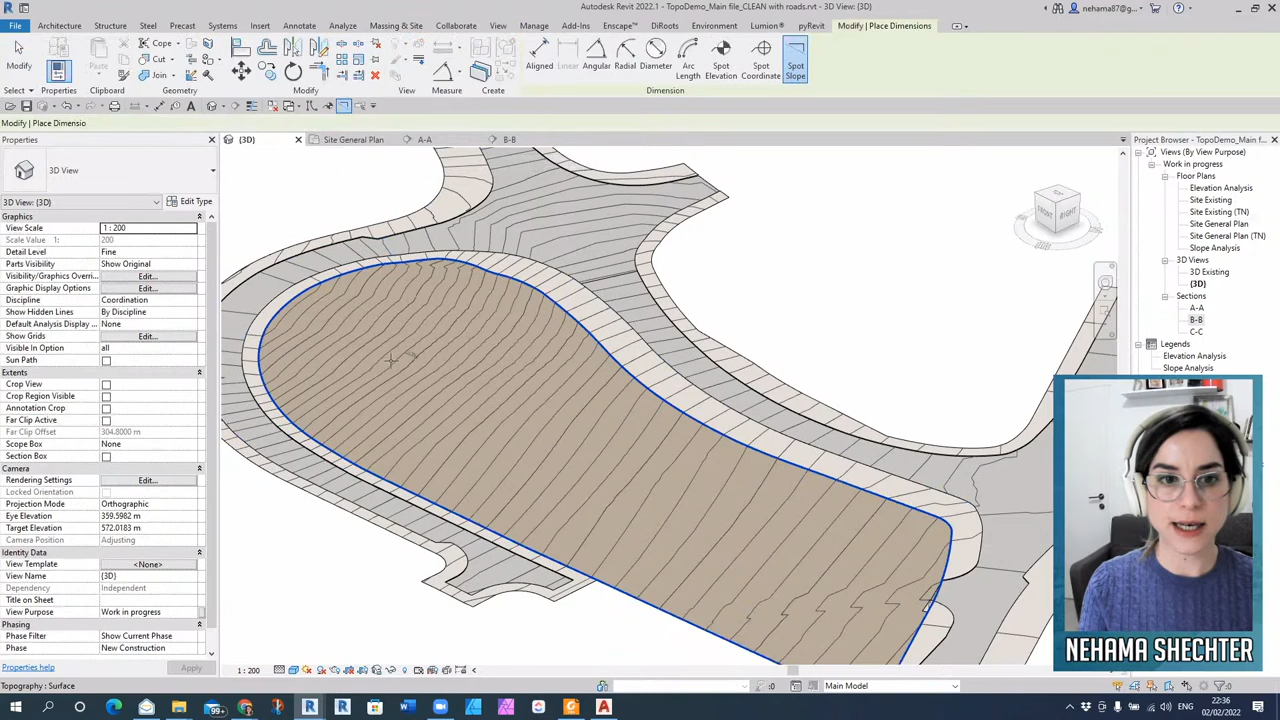 Autodesk Revit 2022.1 - TopoDemo_Main file_CLEAN with roads.rvt - 3D View: {3D}
nehama87@g...
File Architecture Structure Steel Precast Systems Insert Annotate Analyze Massing & Site Collaborate View Manage Add-Ins Enscape™ DiRoots Environment Lumion® pyRevit Modify | Place Dimensions
Modify Paste Cope Cut Join Aligned Linear Angular Radial Diameter Arc Length Spot Elevation Spot Coordinate Spot Slope
Select Properties Clipboard Geometry Modify View Measure Create Dimension
Modify | Place Dimensio
Properties
{3D} Site General Plan A-A B-B
Project Browser - TopoDemo_Main f...
3D View
3D View: {3D} Edit Type
Graphics
View Scale 1 : 200
Scale Value 1: 200
Detail Level Fine
Parts Visibility Show Original
Visibility/Graphics Overri... Edit...
Graphic Display Options Edit...
Discipline Coordination
Show Hidden Lines By Discipline
Default Analysis Display ... None
Show Grids Edit...
Visible In Option all
Sun Path
Extents
Crop View
Crop Region Visible
Annotation Crop
Far Clip Active
Far Clip Offset 304.8000 m
Scope Box None
Section Box
Camera
Rendering Settings Edit...
Locked Orientation
Projection Mode Orthographic
Eye Elevation 359.5982 m
Target Elevation 572.0183 m
Camera Position Adjusting
Identity Data
View Template <None>
View Name {3D}
Dependency Independent
Title on Sheet
View Purpose Work in progress
Phasing
Phase Filter Show Current Phase
Phase New Construction
Properties help Apply
FRONT RIGHT
Views (By View Purpose)
Work in progress
Floor Plans
Elevation Analysis
Site Existing
Site Existing (TN)
Site General Plan
Site General Plan (TN)
Slope Analysis
3D Views
3D Existing
{3D}
Sections
A-A
B-B
C-C
Legends
Elevation Analysis
Slope Analysis
NEHAMA SHECHTER
1 : 200
Topography : Surface
:0
Main Model
:0
99+
ENG
22:36
02/02/2022